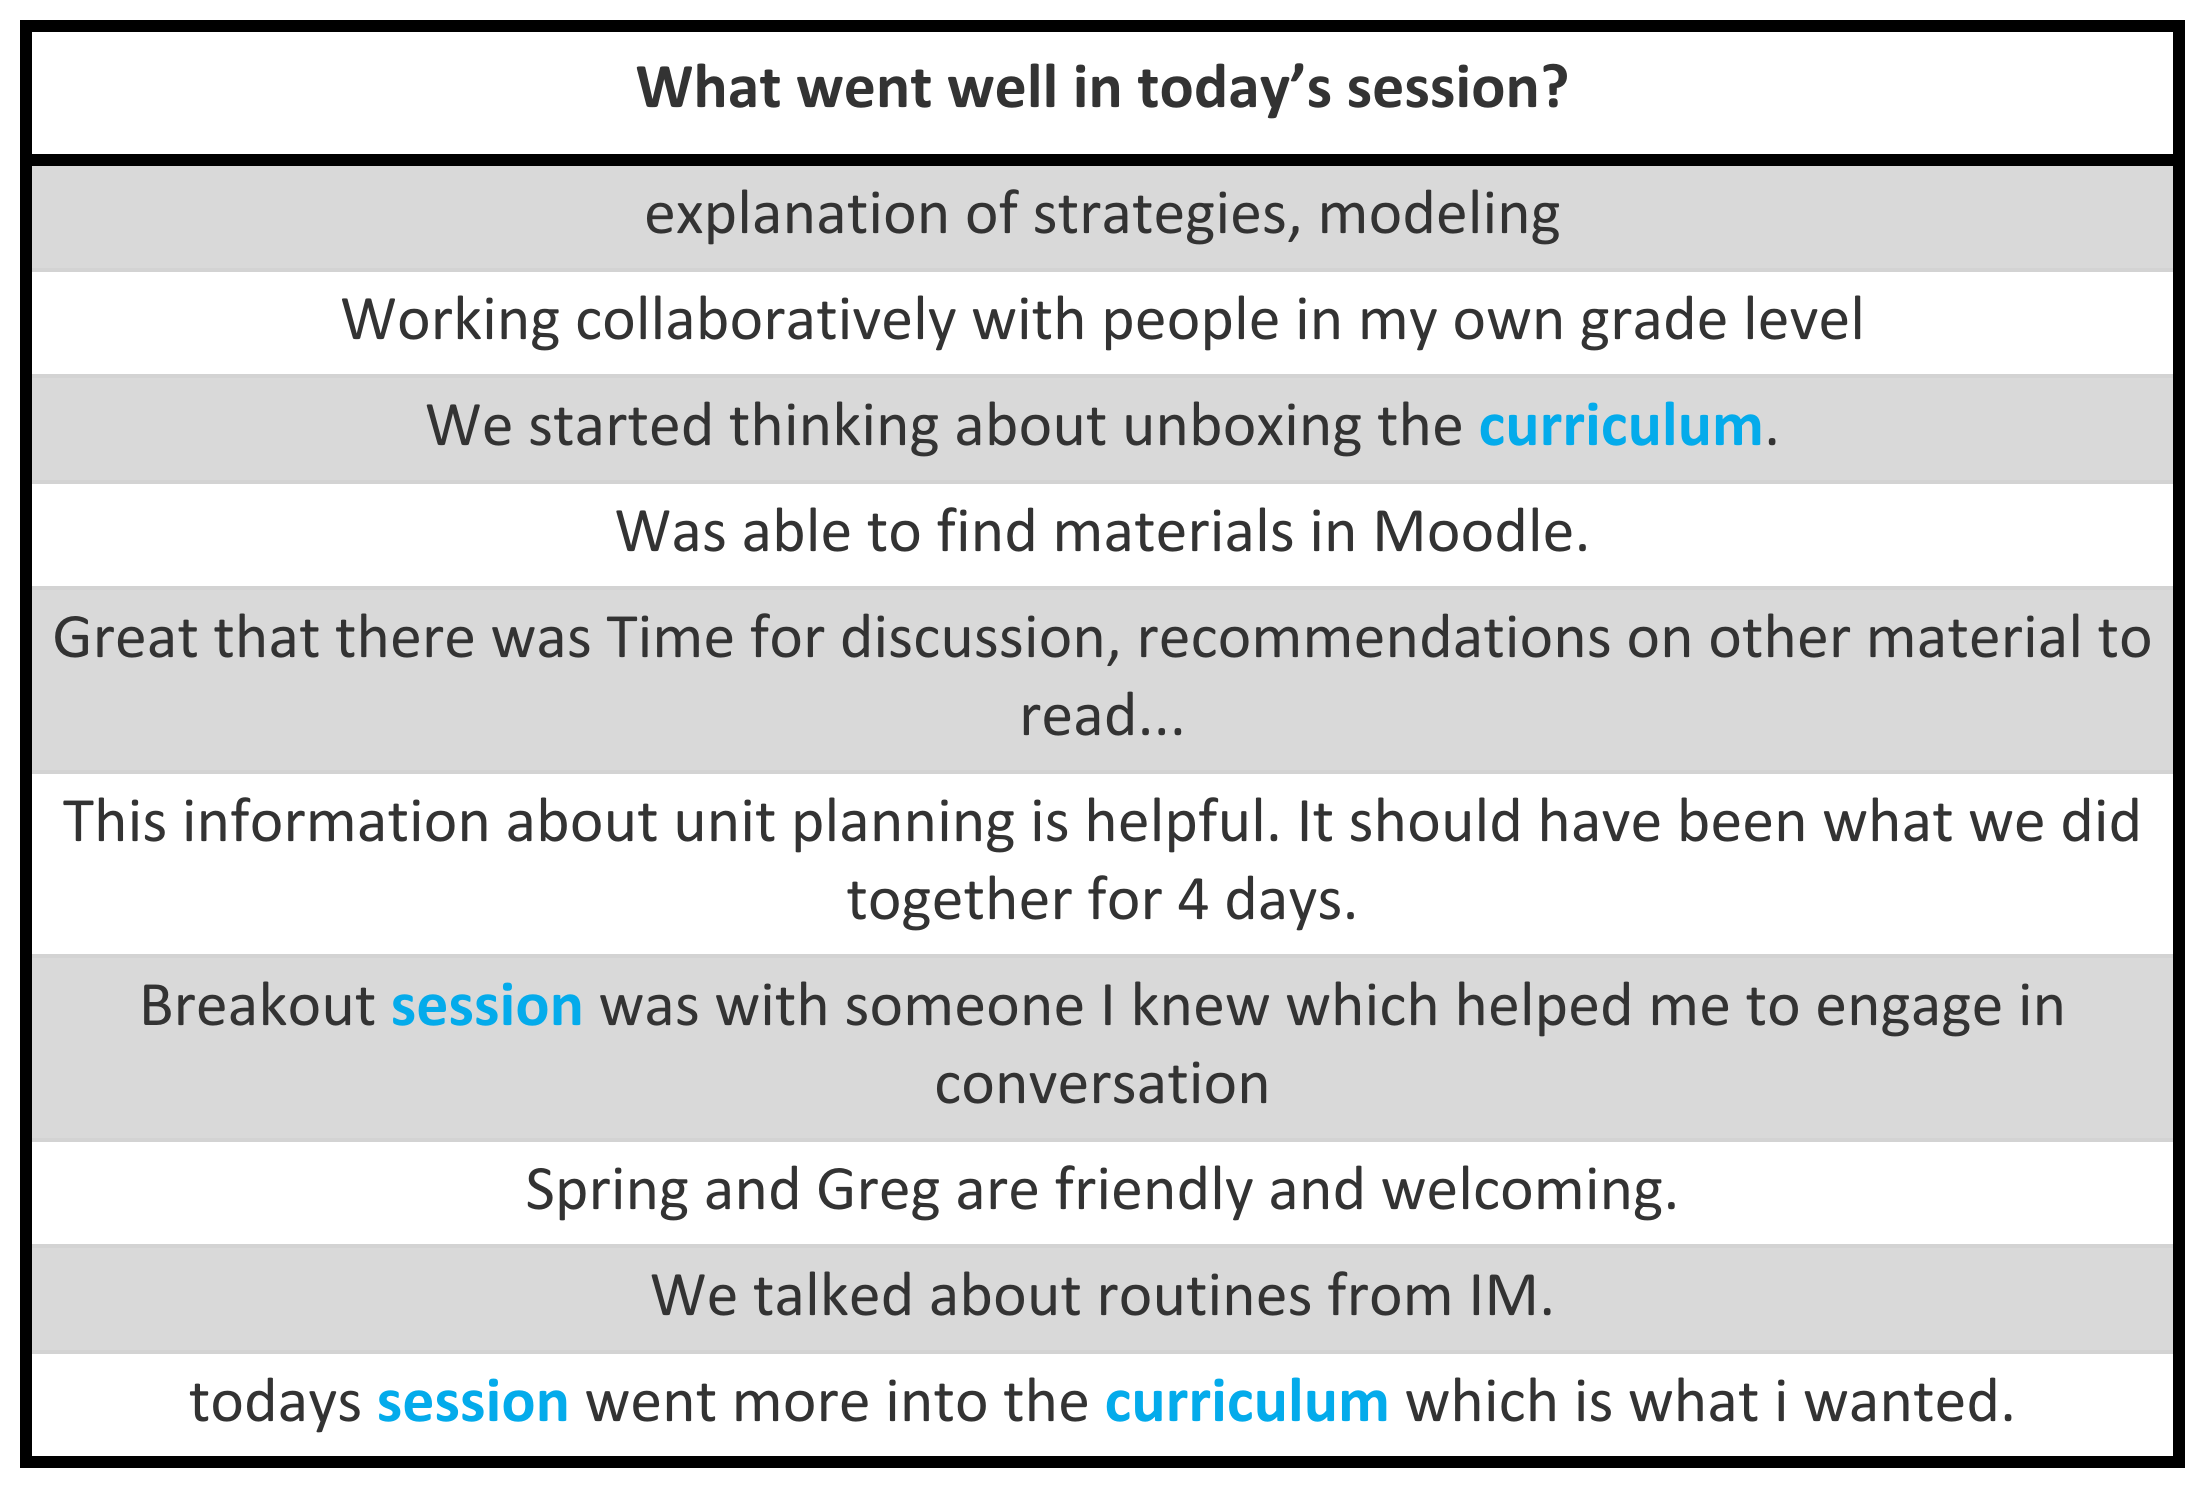 What went well in today’s session?
explanation of strategies, modeling
Working collaboratively with people in my own grade level
We started thinking about unboxing the curriculum.
Was able to find materials in Moodle.
Great that there was Time for discussion, recommendations on other material to
read...
This information about unit planning is helpful. It should have been what we did
together for 4 days.
Breakout session was with someone I knew which helped me to engage in
conversation
Spring and Greg are friendly and welcoming.
We talked about routines from IM.
todays session went more into the curriculum which is what i wanted.